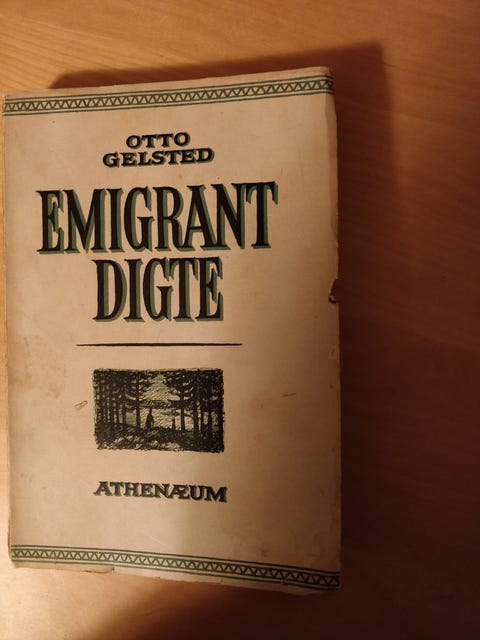 OTTO
GELSTED
EMIGRANT
DIGTE
ATHENÆUM